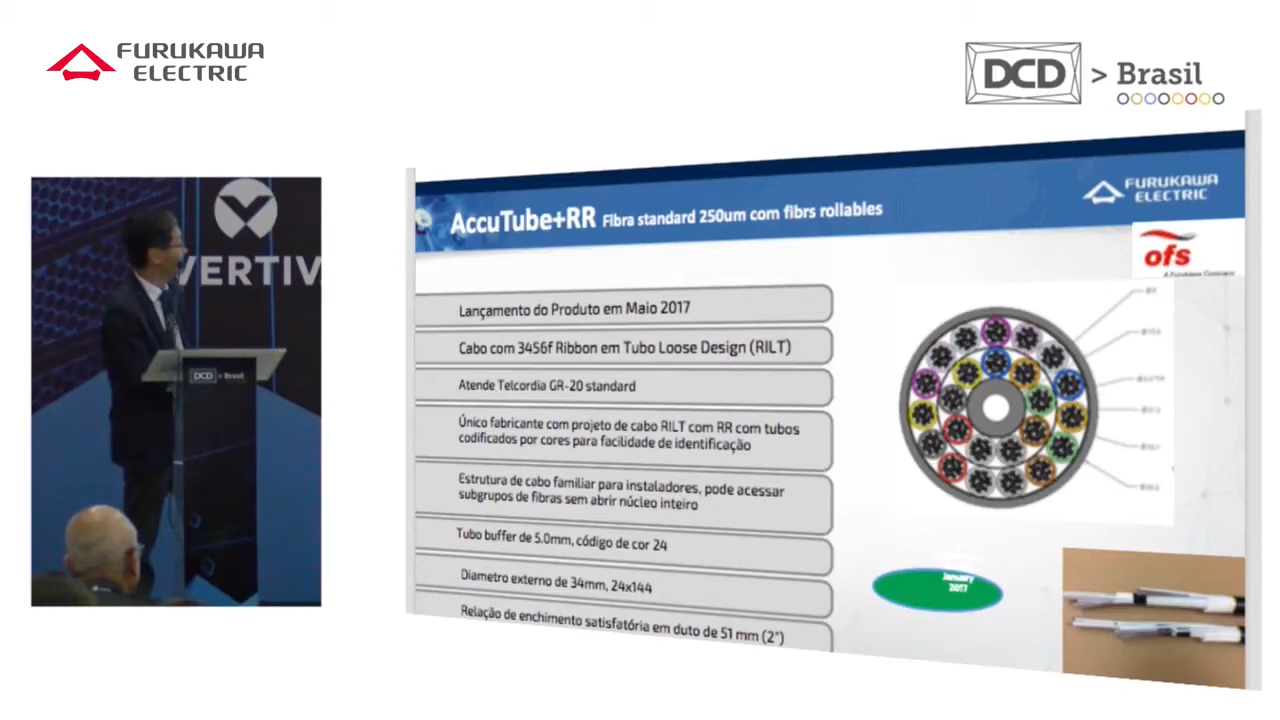 FURUKAWA
ELECTRIC
DCD > Brasil
VERTIV
DCD > Brasil
FURUKAWA
ELECTRIC
AccuTube+RR Fibra standard 250um com fibrs rollables
ofs
A Furukawa Company
Lançamento do Produto em Maio 2017
Cabo com 3456f Ribbon em Tubo Loose Design (RILT)
Atende Telcordia GR-20 standard
Único fabricante com projeto de cabo RILT com RR com tubos
codificados por cores para facilidade de identificação
Estrutura de cabo familiar para instaladores, pode acessar
subgrupos de fibras sem abrir núcleo inteiro
Tubo buffer de 5.0mm, código de cor 24
Diametro externo de 34mm, 24x144
Relação de enchimento satisfatória em duto de 51 mm (2")
January
2017